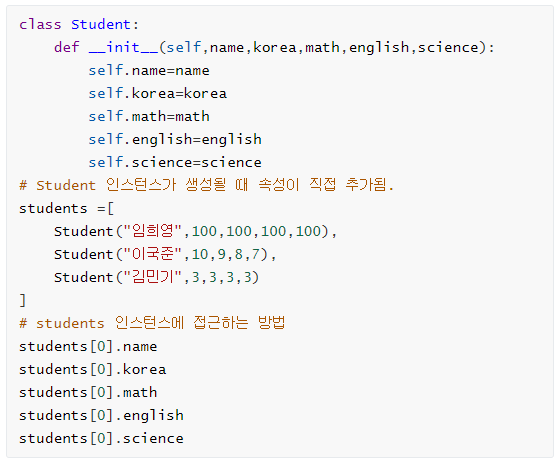 class Student:
    def __init__(self,name,korea,math,english,science):
        self.name=name
        self.korea=korea
        self.math=math
        self.english=english
        self.science=science
# Student 인스턴스가 생성될 때 속성이 직접 추가됨.
students =[
    Student("임희영",100,100,100,100),
    Student("이국준",10,9,8,7),
    Student("김민기",3,3,3,3)
]
# students 인스턴스에 접근하는 방법
students[0].name
students[0].korea
students[0].math
students[0].english
students[0].science